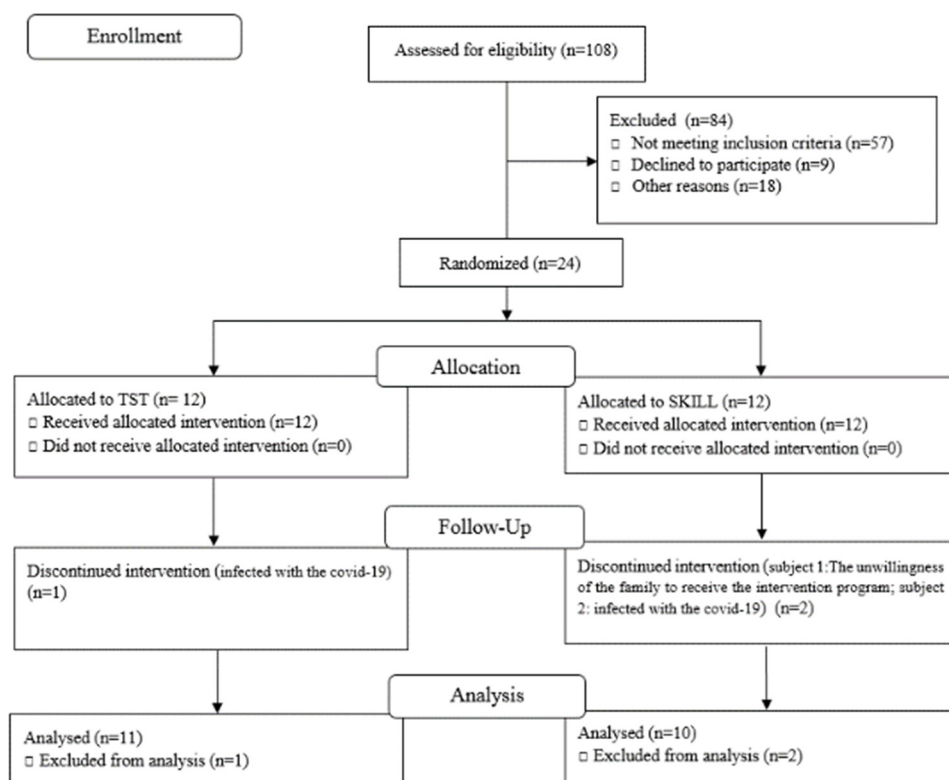 Enrollment
Assessed for eligibility (n=108)
Excluded (n=84)
□ Not meeting inclusion criteria (n=57)
□ Declined to participate (n=9)
□ Other reasons (n=18)
Randomized (n=24)
Allocation
Allocated to TST (n= 12)
□ Received allocated intervention (n=12)
□ Did not receive allocated intervention (n=0)
Allocated to SKILL (n=12)
□ Received allocated intervention (n=12)
□ Did not receive allocated intervention (n=0)
Follow-Up
Discontinued intervention (infected with the covid-19)
(n=1)
Discontinued intervention (subject 1:The unwillingness
of the family to receive the intervention program; subject
2: infected with the covid-19) (n=2)
Analysis
Analysed (n=11)
□ Excluded from analysis (n=1)
Analysed (n=10)
□ Excluded from analysis (n=2)